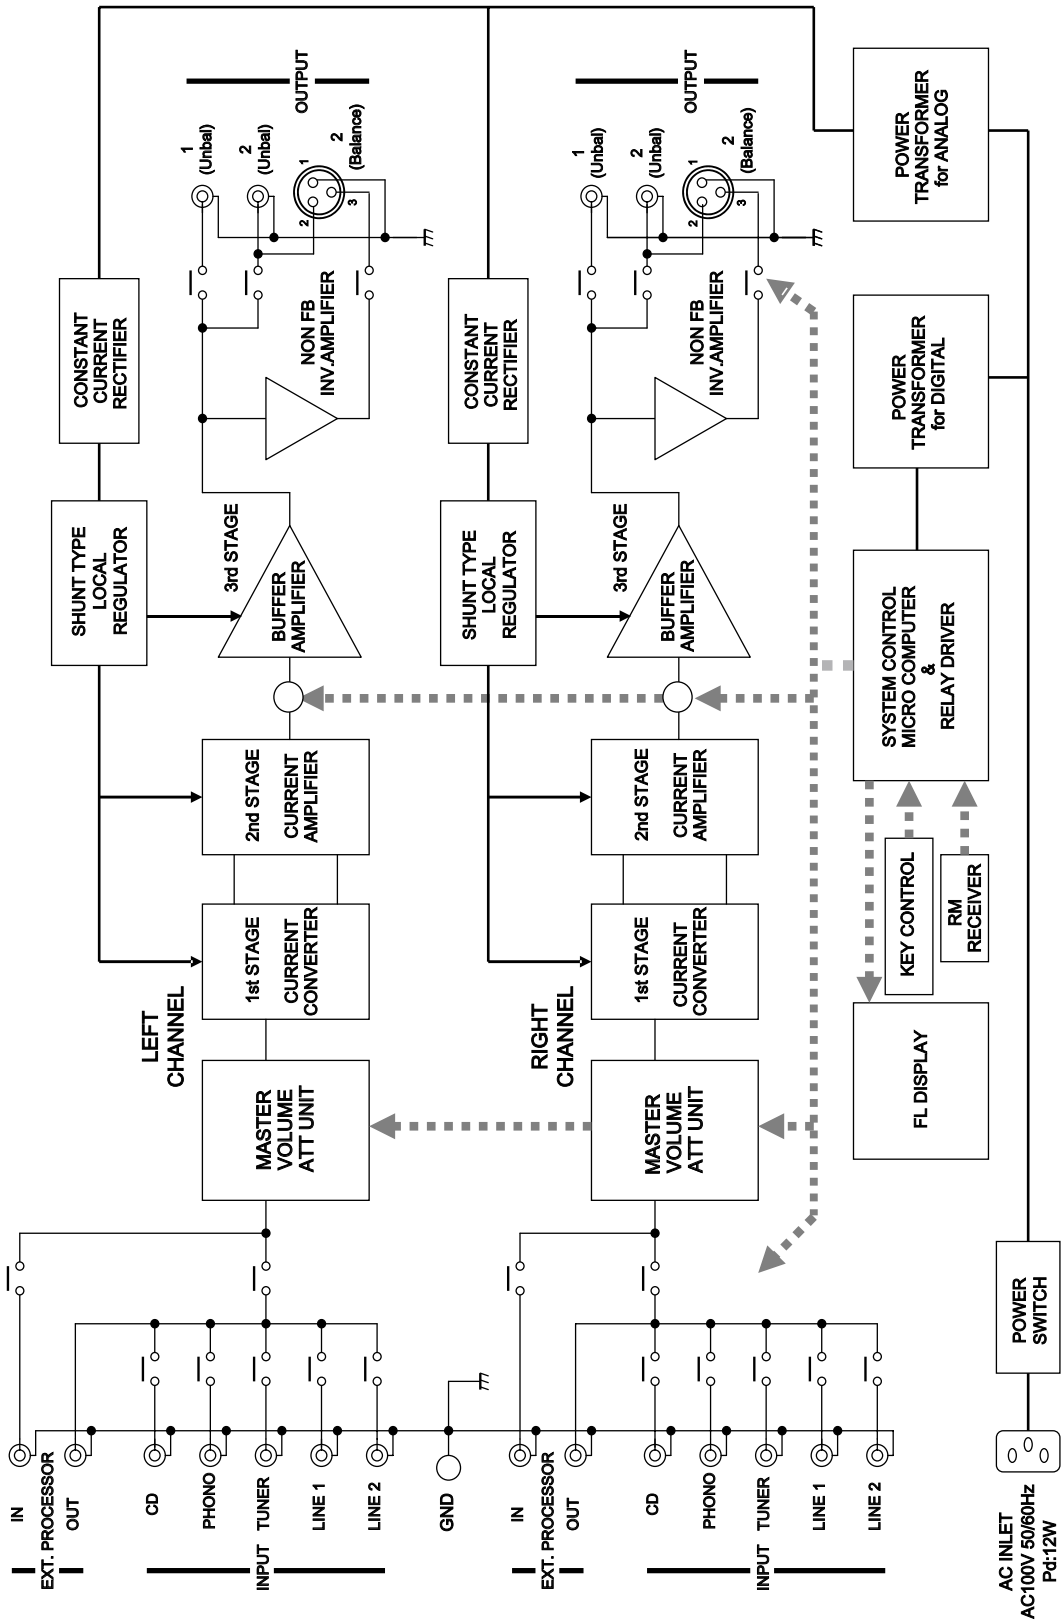 IN
EXT. PROCESSOR
OUT
CD
PHONO
INPUT TUNER
LINE 1
LINE 2
GND
LEFT
CHANNEL
MASTER
VOLUME
ATT UNIT
1st STAGE
CURRENT
CONVERTER
2nd STAGE
CURRENT
AMPLIFIER
SHUNT TYPE
LOCAL
REGULATOR
3rd STAGE
BUFFER
AMPLIFIER
CONSTANT
CURRENT
RECTIFIER
NON FB
INV.AMPLIFIER
1
(Unbal)
2
(Unbal)
1
2
3
2
(Balance)
OUTPUT
IN
EXT. PROCESSOR
OUT
CD
PHONO
INPUT TUNER
LINE 1
LINE 2
RIGHT
CHANNEL
MASTER
VOLUME
ATT UNIT
1st STAGE
CURRENT
CONVERTER
2nd STAGE
CURRENT
AMPLIFIER
SHUNT TYPE
LOCAL
REGULATOR
3rd STAGE
BUFFER
AMPLIFIER
CONSTANT
CURRENT
RECTIFIER
NON FB
INV.AMPLIFIER
1
(Unbal)
2
(Unbal)
1
2
3
2
(Balance)
OUTPUT
FL DISPLAY
KEY CONTROL
RM
RECEIVER
SYSTEM CONTROL
MICRO COMPUTER
&
RELAY DRIVER
POWER
TRANSFORMER
for DIGITAL
POWER
TRANSFORMER
for ANALOG
AC INLET
AC100V 50/60Hz
Pd:12W
POWER
SWITCH